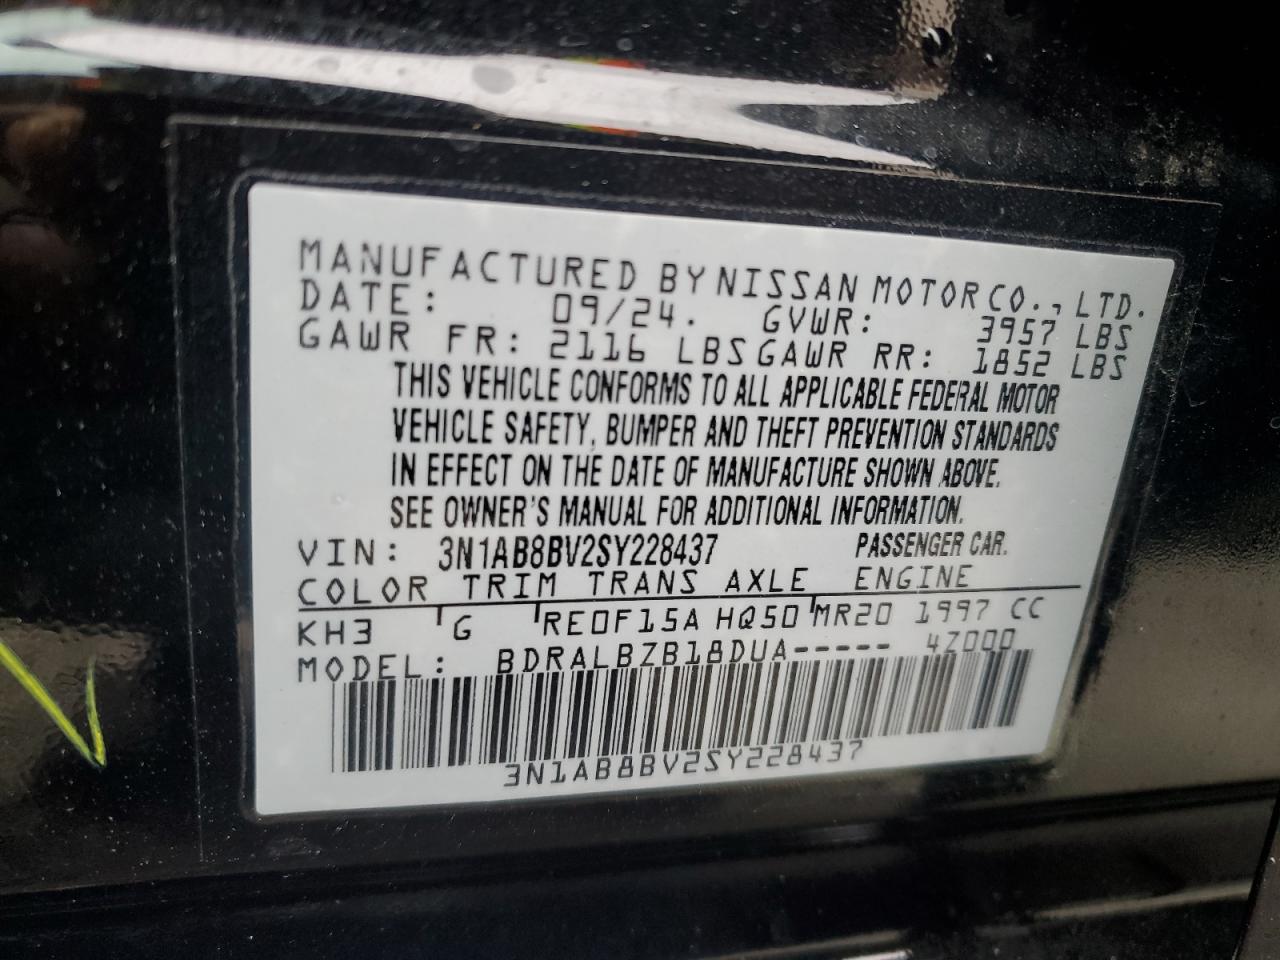 MANUFACTURED BY NISSAN MOTOR CO., LTD.
DATE: 09/24. GVWR: 3957 LBS
GAWR FR: 2116 LBS GAWR RR: 1852 LBS
THIS VEHICLE CONFORMS TO ALL APPLICABLE FEDERAL MOTOR
VEHICLE SAFETY, BUMPER AND THEFT PREVENTION STANDARDS
IN EFFECT ON THE DATE OF MANUFACTURE SHOWN ABOVE.
SEE OWNER'S MANUAL FOR ADDITIONAL INFORMATION.
VIN: 3N1AB8BV2SY228437 PASSENGER CAR.
COLOR TRIM TRANS AXLE ENGINE
KH3 G RE0F15A HQ50 MR20 1997 CC
MODEL: BDRALBZB18DUA----- 4Z000
3N1AB8BV2SY228437